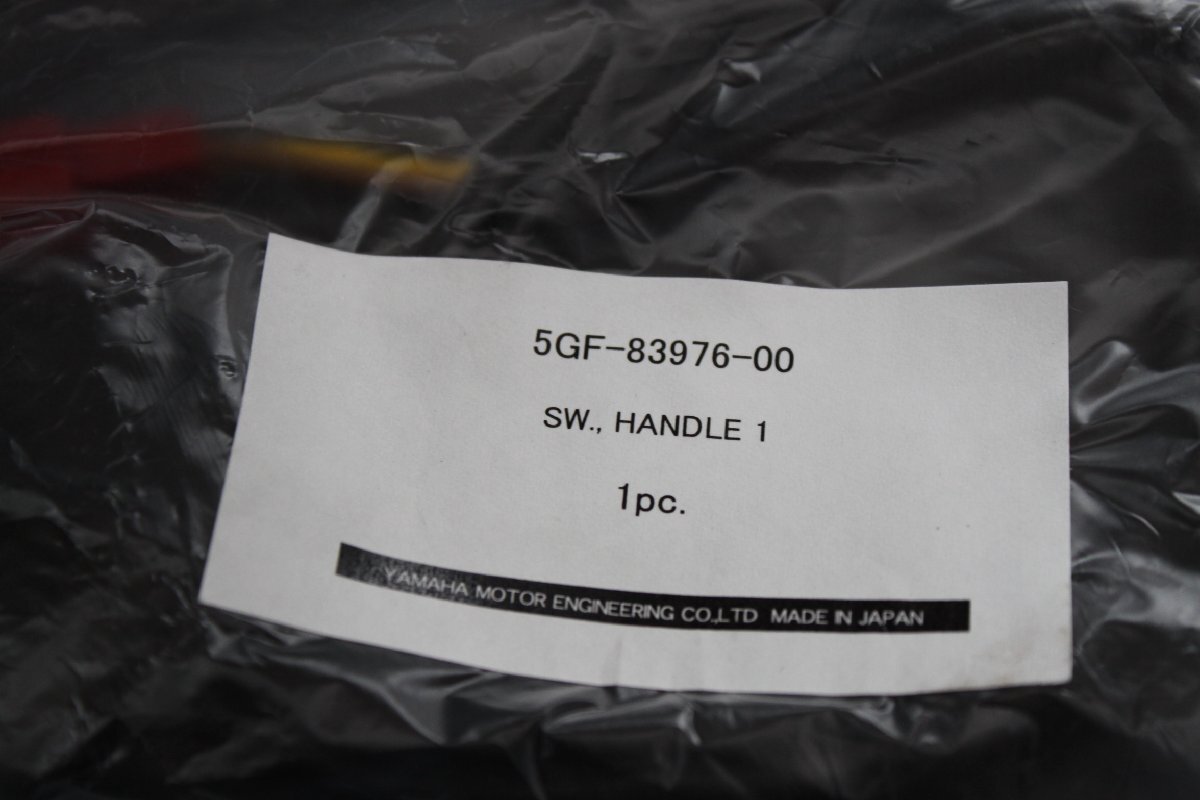 5GF-83976-00
SW., HANDLE 1
1pc.
YAMAHA MOTOR ENGINEERING CO.,LTD MADE IN JAPAN